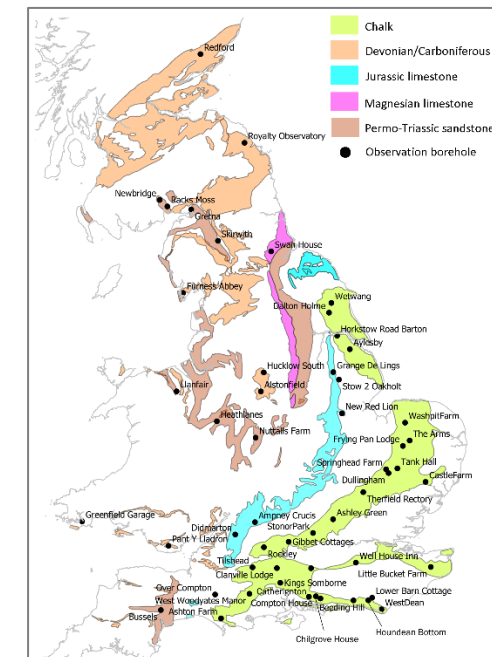 Chalk
Devonian/Carboniferous
Jurassic limestone
Magnesian limestone
Permo-Triassic sandstone
Observation borehole
Redford
Royalty Observatory
Newbridge
Racks Moss
Gretna
Skirwith
Swan House
Furness Abbey
Wetwang
Dalton Holme
Horkstow Road Barton
Aylesby
Hucklow South
Grange De Lings
Llanfair
Alstonfield
Stow 2 Oakholt
New Red Lion
Heathlanes
WashpitFarm
Nuttalls Farm
Frying Pan Lodge
The Arms
Springhead Farm
Tank Hall
Dullingham
CastleFarm
Therfield Rectory
Greenfield Garage
Ampney Crucis
Ashley Green
Didmarton
StonorPark
Pant Y Lladron
Gibbet Cottages
Tilshead
Rockley
Well House Inn
Clanville Lodge
Little Bucket Farm
Over Compton
Kings Somborne
West Woodyates Manor
Catherington
Lower Barn Cottage
Bussels
Ashton Farm
Compton House
Beeding Hill
WestDean
Chilgrove House
Houndean Bottom